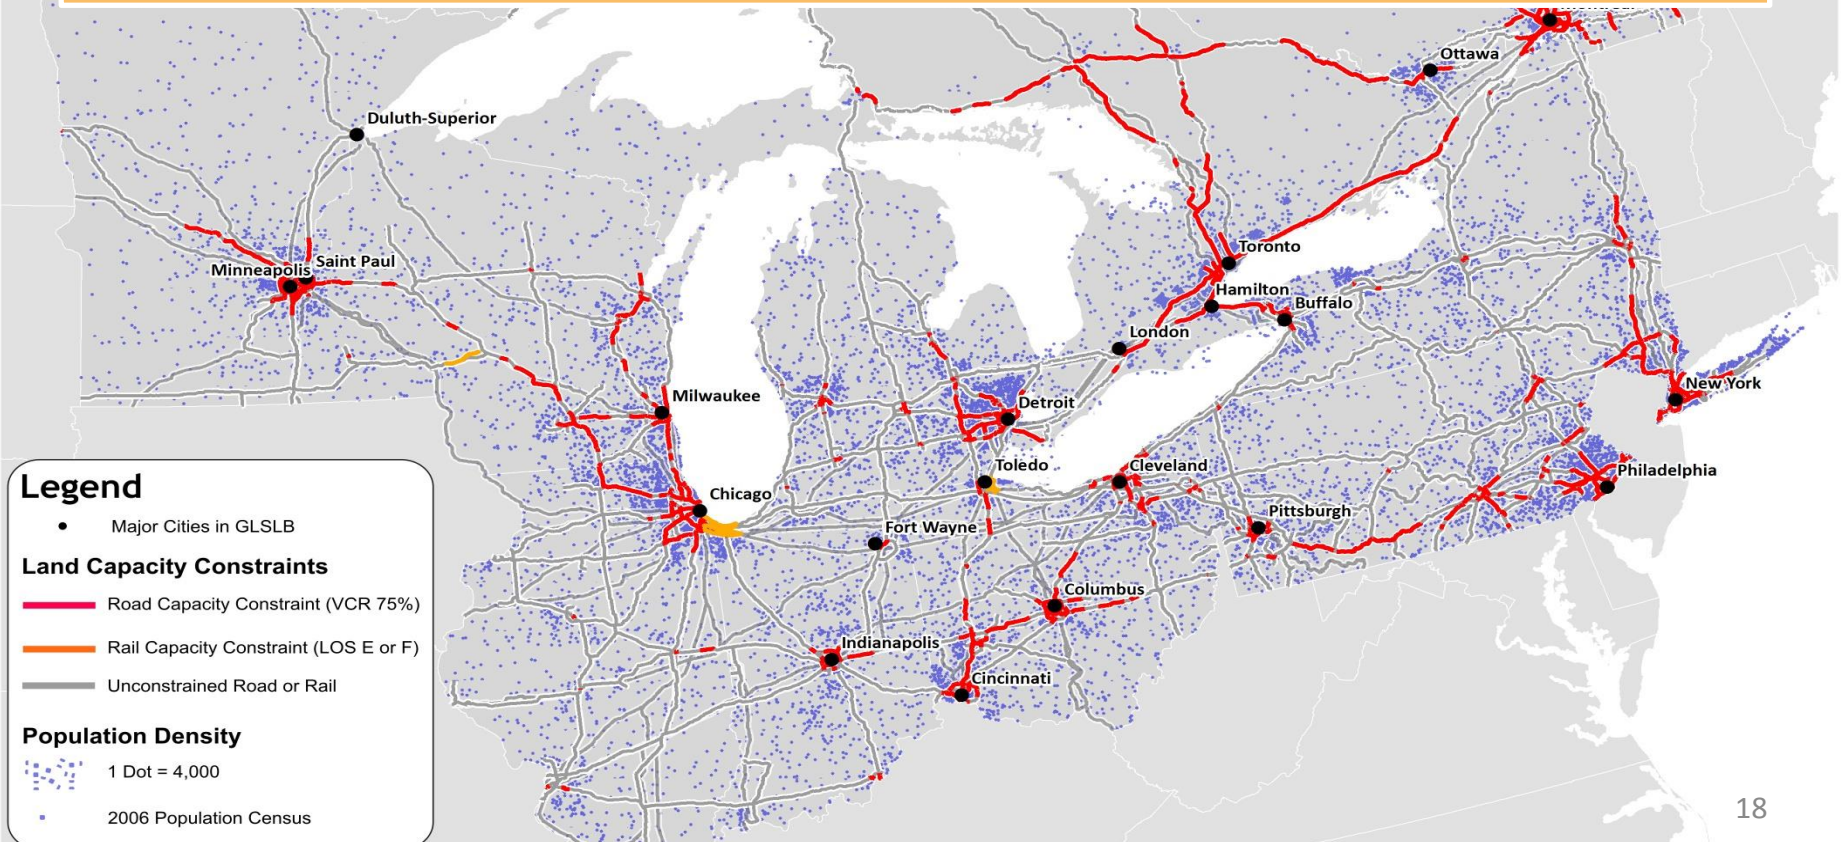 Ottawa
Duluth-Superior
Toronto
Saint Paul
Minneapolis
Hamilton
Buffalo
London
New York
Milwaukee
Detroit
Toledo
Cleveland
Philadelphia
Chicago
Pittsburgh
Fort Wayne
Columbus
Indianapolis
Cincinnati
Legend
Major Cities in GLSLB
Land Capacity Constraints
Road Capacity Constraint (VCR 75%)
Rail Capacity Constraint (LOS E or F)
Unconstrained Road or Rail
Population Density
1 Dot = 4,000
2006 Population Census
18